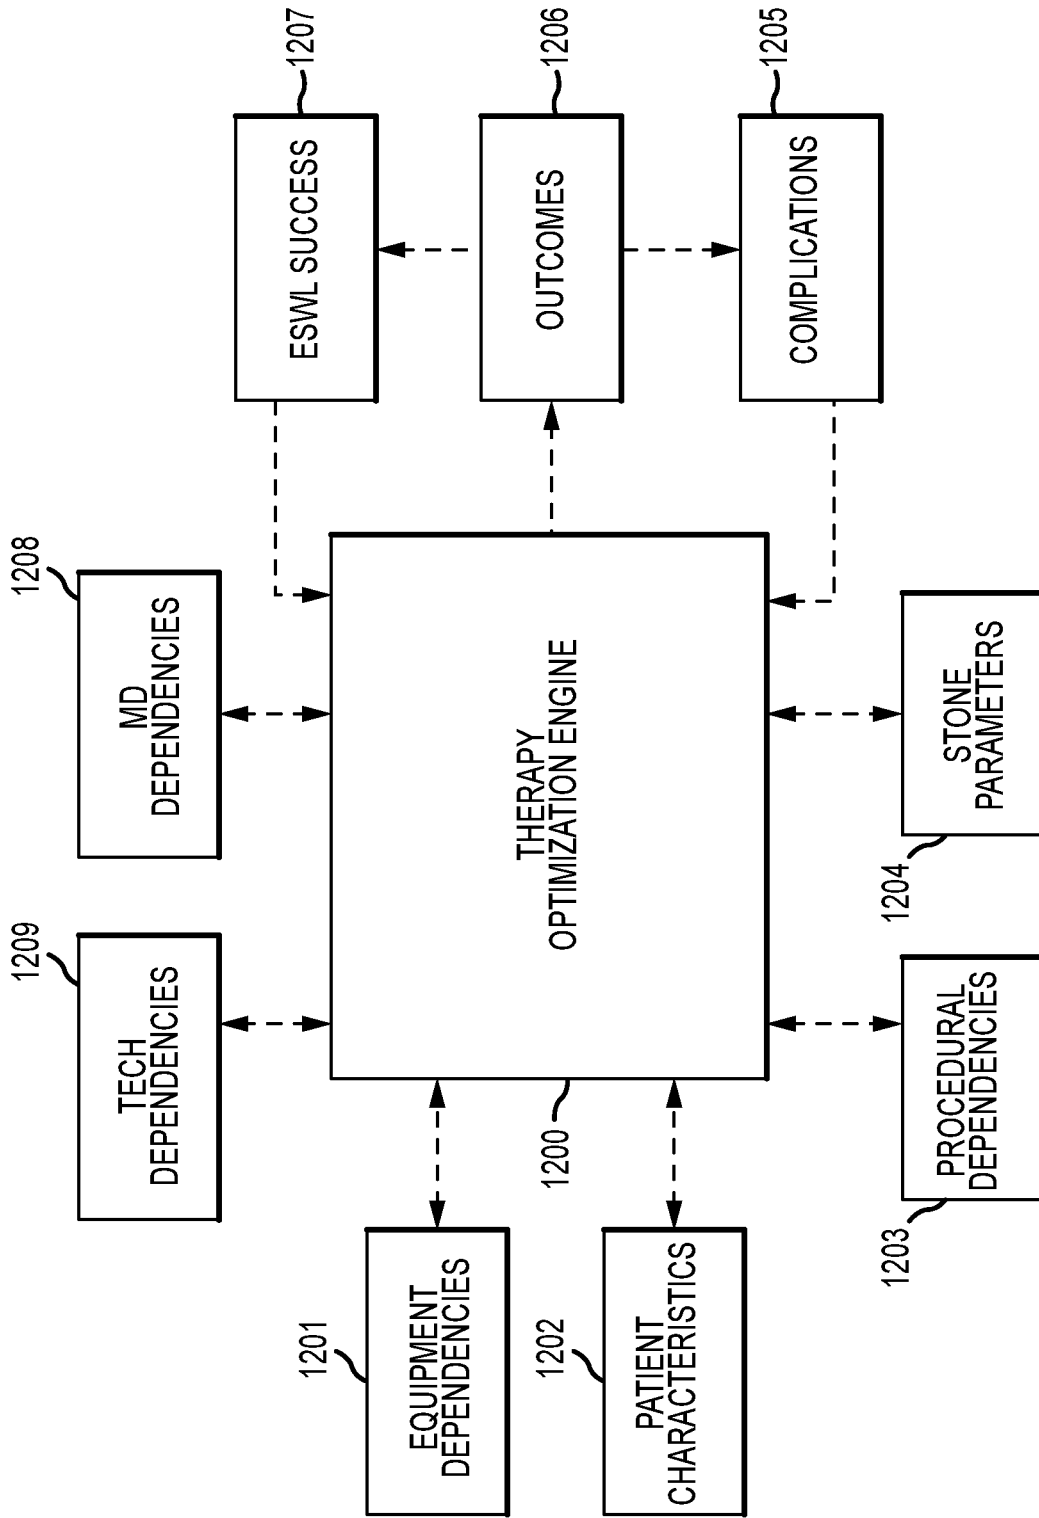 1209
TECH
DEPENDENCIES
1208
MD
DEPENDENCIES
1207
ESWL SUCCESS
1201
EQUIPMENT
DEPENDENCIES
1200
THERAPY
OPTIMIZATION ENGINE
1206
OUTCOMES
1202
PATIENT
CHARACTERISTICS
1205
COMPLICATIONS
1203
PROCEDURAL
DEPENDENCIES
1204
STONE
PARAMETERS